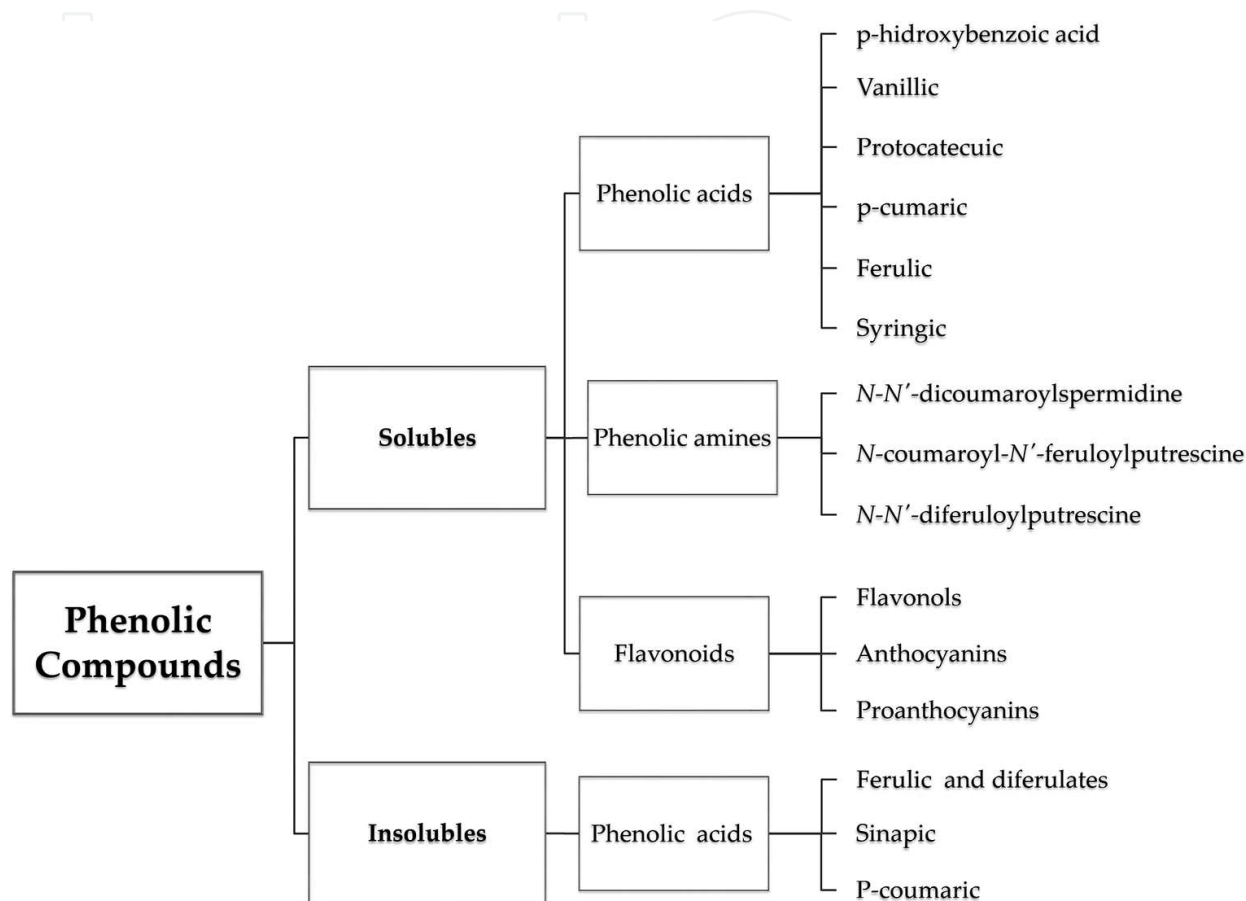 p-hidroxybenzoic acid
Vanillic
Protocatecuic
p-cumaric
Ferulic
Syringic
Phenolic acids
N-N'-dicoumaroylspermidine
N-coumaroyl-N'-feruloylputrescine
N-N'-diferuloylputrescine
Phenolic amines
Solubles
Flavonols
Anthocyanins
Proanthocyanins
Flavonoids
Phenolic
Compounds
Ferulic and diferulates
Sinapic
P-coumaric
Phenolic acids
Insolubles